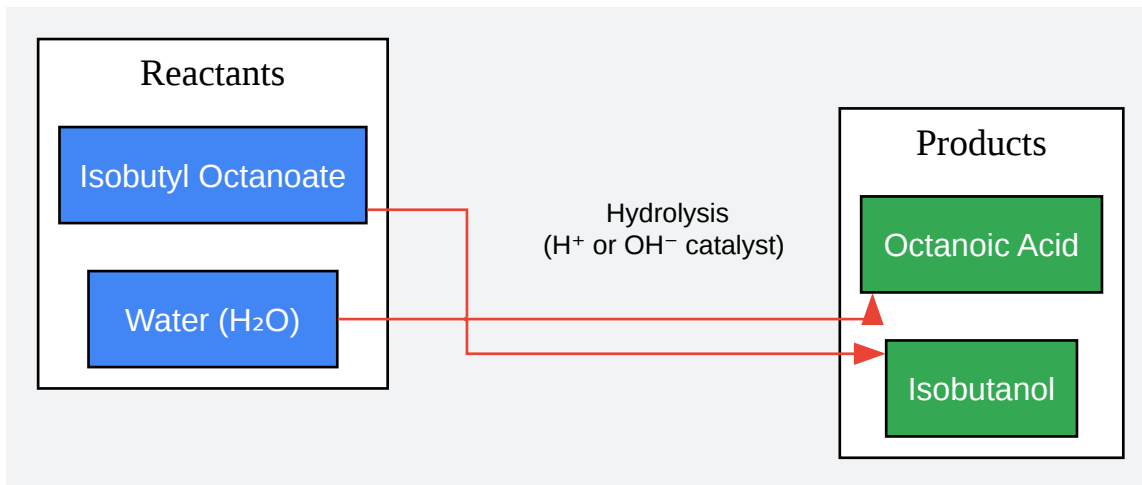 Reactants
Isobutyl Octanoate
Water (H₂O)
Hydrolysis
(H⁺ or OH⁻ catalyst)
Products
Octanoic Acid
Isobutanol